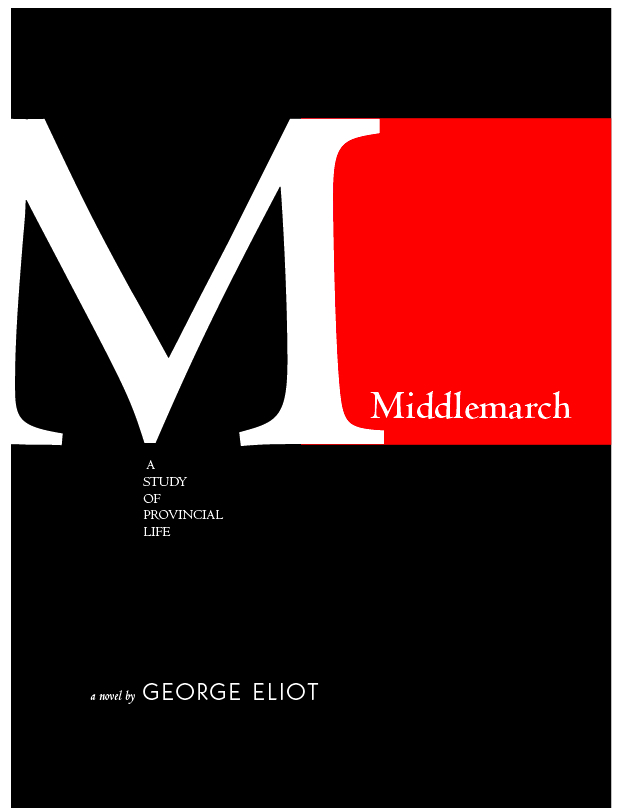 M
Middlemarch
A
STUDY
OF
PROVINCIAL
LIFE
a novel by GEORGE ELIOT